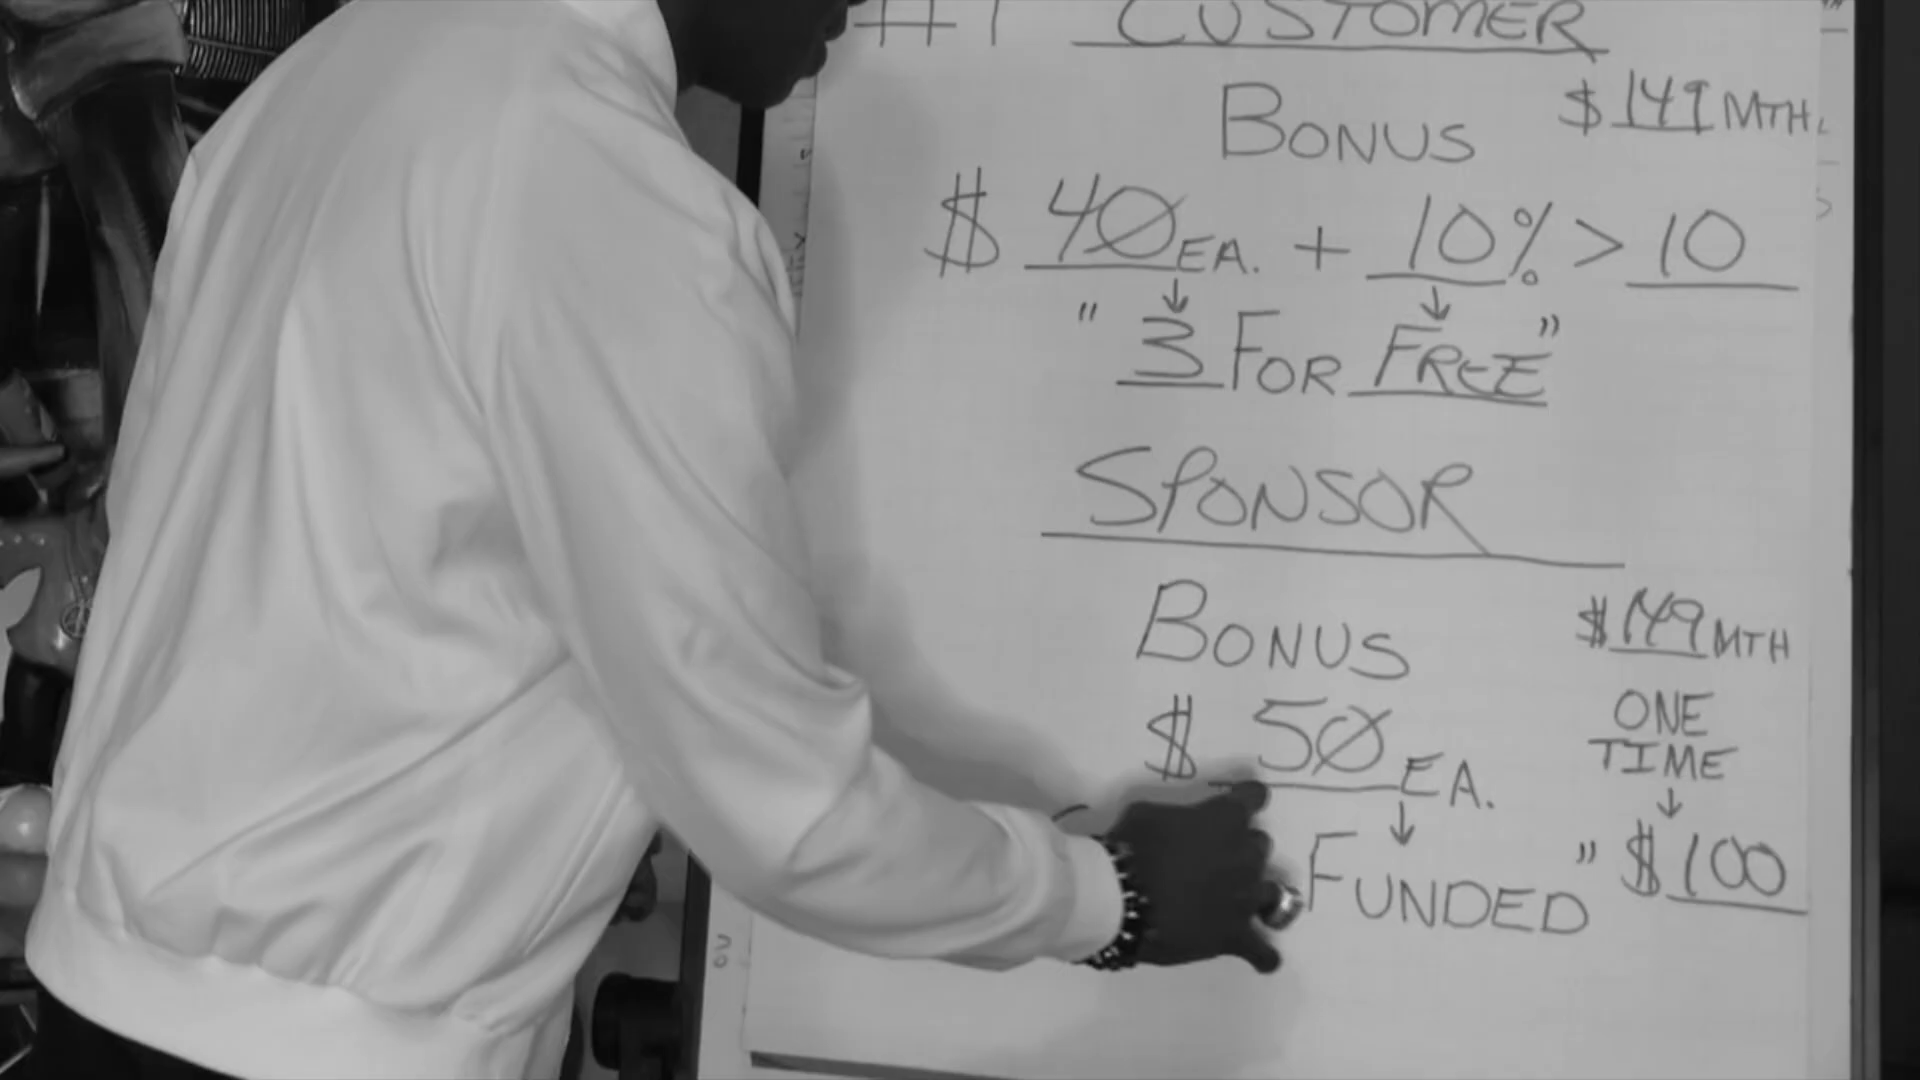 #1 CUSTOMER
BONUS $149 MTH.
$40 EA. + 10% > 10
"3 FOR FREE"
SPONSOR
BONUS $149 MTH
$50 EA. ONE
TIME
FUNDED" $100